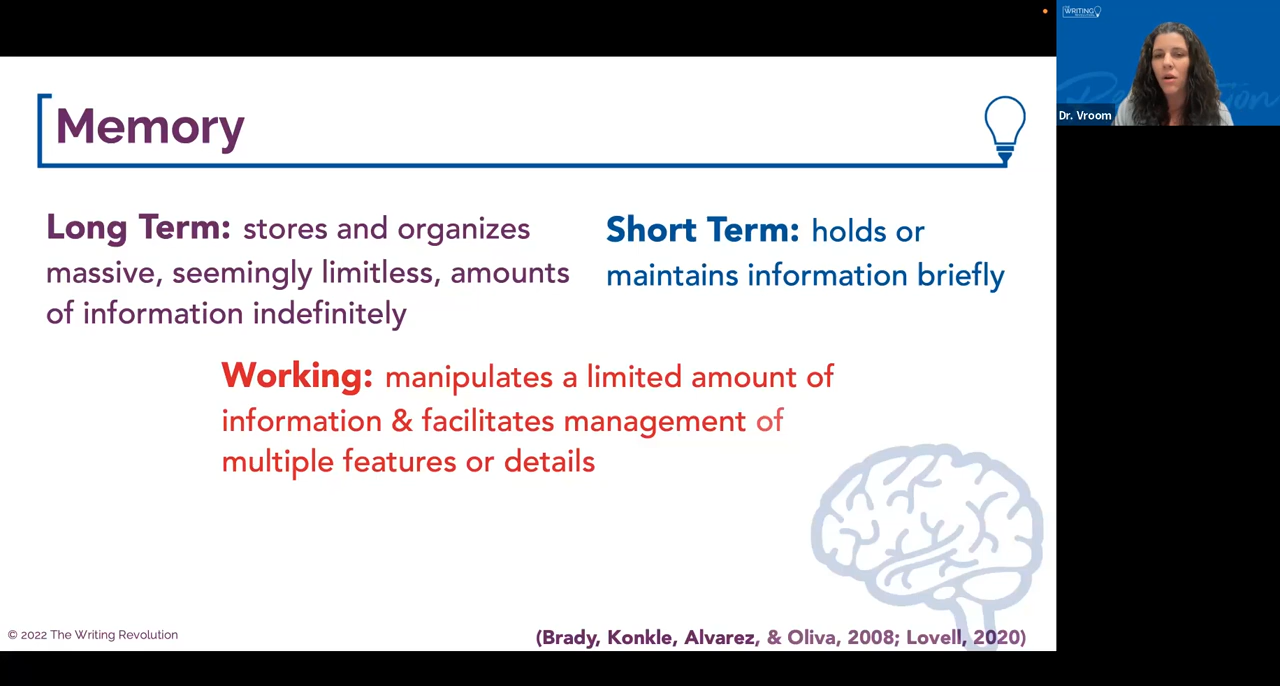 Memory
Long Term: stores and organizes
massive, seemingly limitless, amounts
of information indefinitely
Short Term: holds or
maintains information briefly
Working: manipulates a limited amount of
information & facilitates management of
multiple features or details
© 2022 The Writing Revolution
(Brady, Konkle, Alvarez, & Oliva, 2008; Lovell, 2020)
WRITING
Dr. Vroom